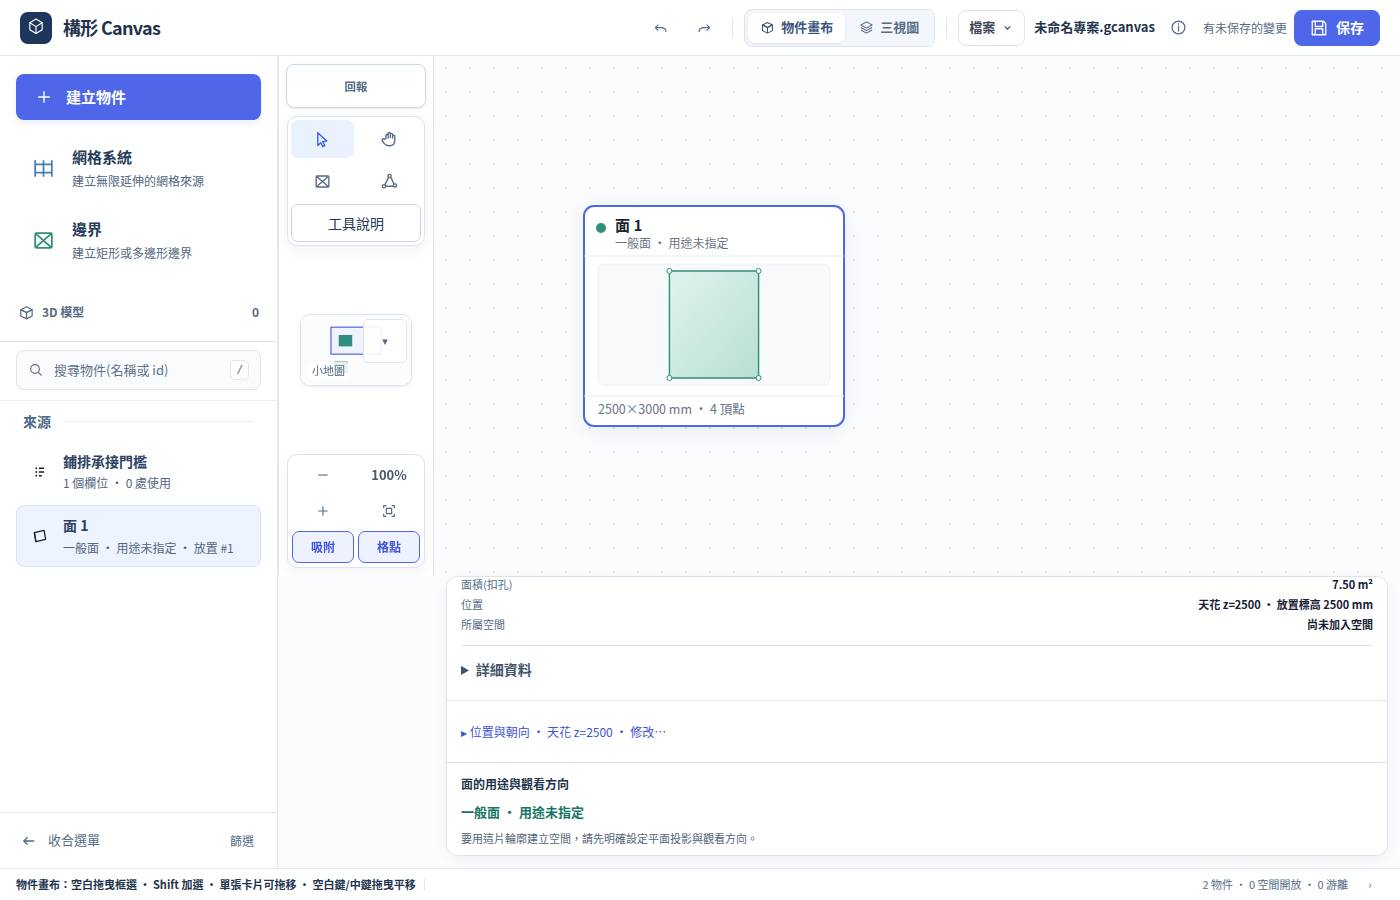 構形 Canvas
物件畫布
三視圖
檔案
未命名專案.gcanvas
有未保存的變更
保存
建立物件
網格系統
建立無限延伸的網格來源
邊界
建立矩形或多邊形邊界
3D 模型
0
搜尋物件(名稱或 id)
/
來源
鋪排承接門檻
1 個欄位 · 0 處使用
面 1
一般面 · 用途未指定 · 放置 #1
收合選單
篩選
回報
工具說明
小地圖
▼
100%
吸附
格點
面 1
一般面 · 用途未指定
2500×3000 mm · 4 頂點
面積(扣孔)
7.50 m²
位置
天花 z=2500 · 放置標高 2500 mm
所屬空間
尚未加入空間
▶ 詳細資料
▸ 位置與朝向 · 天花 z=2500 · 修改…
面的用途與觀看方向
一般面 · 用途未指定
要用這片輪廓建立空間，請先明確設定平面投影與觀看方向。
物件畫布：空白拖曳框選 · Shift 加選 · 單張卡片可拖移 · 空白鍵/中鍵拖曳平移
2 物件 · 0 空間開放 · 0 游離
›